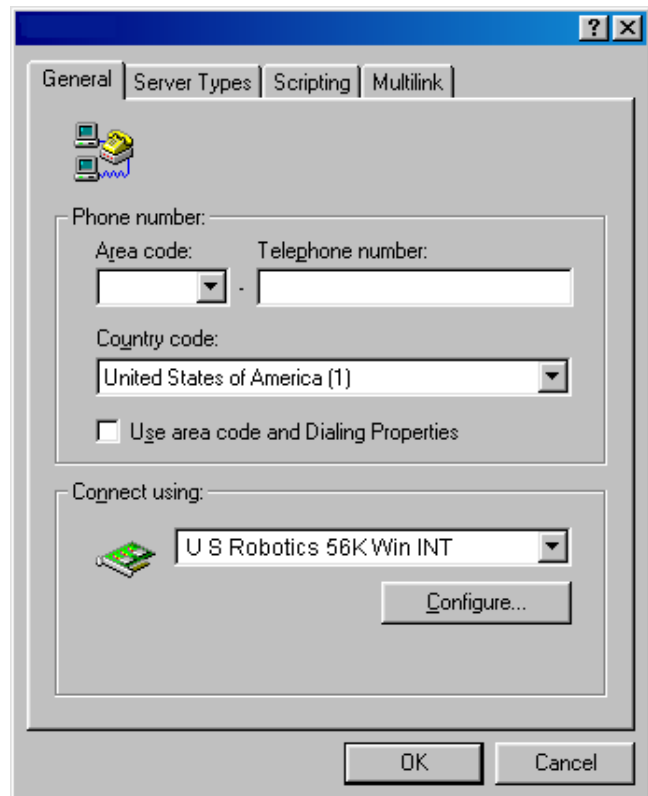 General Server Types Scripting Multilink
Phone number:
Area code: Telephone number:
-
Country code:
United States of America (1)
Use area code and Dialing Properties
Connect using:
U S Robotics 56K Win INT
Configure...
OK Cancel